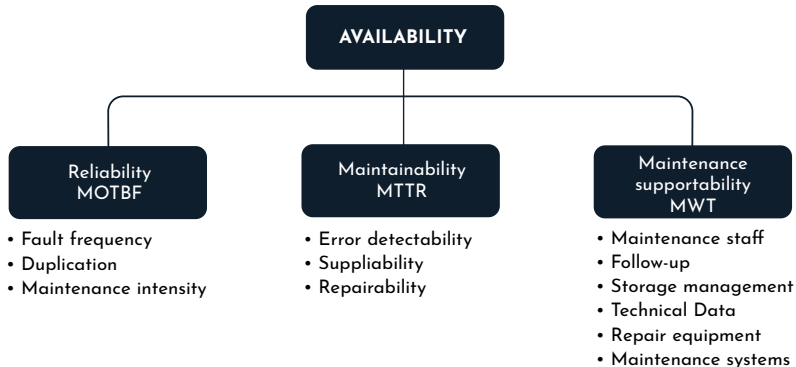 AVAILABILITY
Reliability
MOTBF
• Fault frequency
• Duplication
• Maintenance intensity
Maintainability
MTTR
• Error detectability
• Suppliability
• Repairability
Maintenance
supportability
MWT
• Maintenance staff
• Follow-up
• Storage management
• Technical Data
• Repair equipment
• Maintenance systems